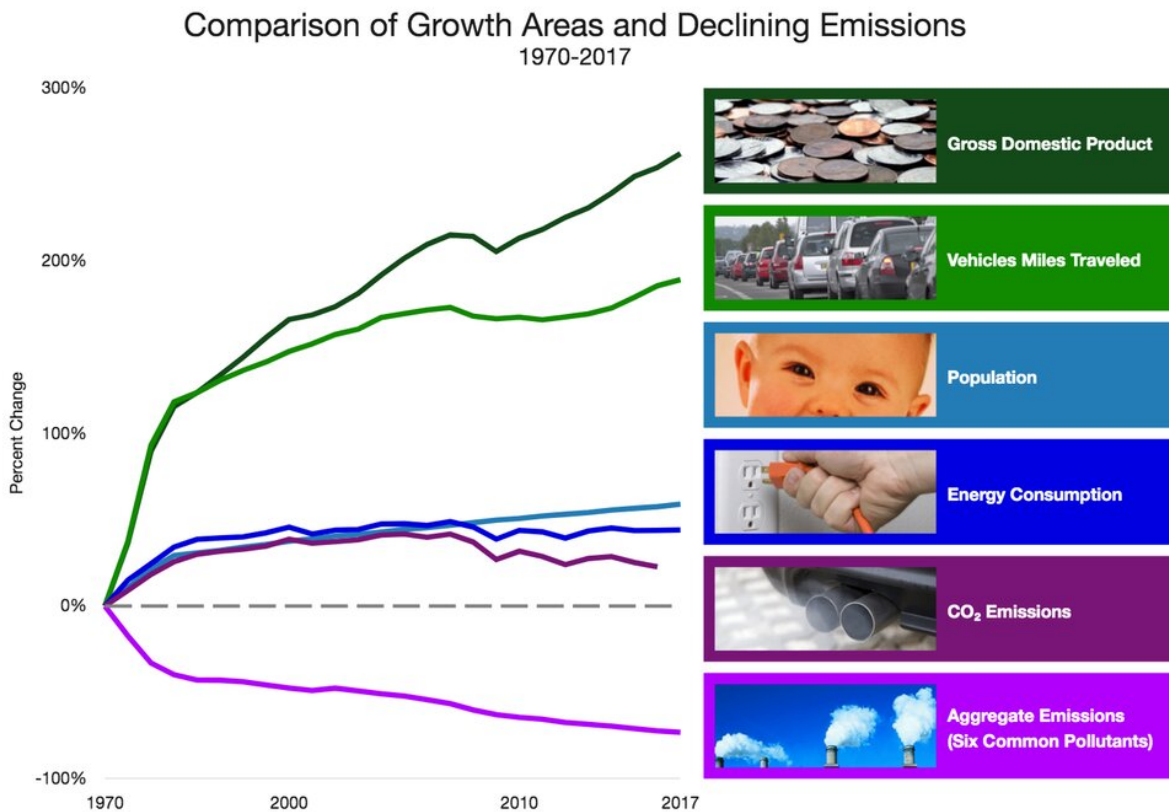 Comparison of Growth Areas and Declining Emissions
1970-2017
300%
200%
100%
0%
-100%
Percent Change
1970
2000
2010
2017
Gross Domestic Product
Vehicles Miles Traveled
Population
Energy Consumption
CO₂ Emissions
Aggregate Emissions
(Six Common Pollutants)